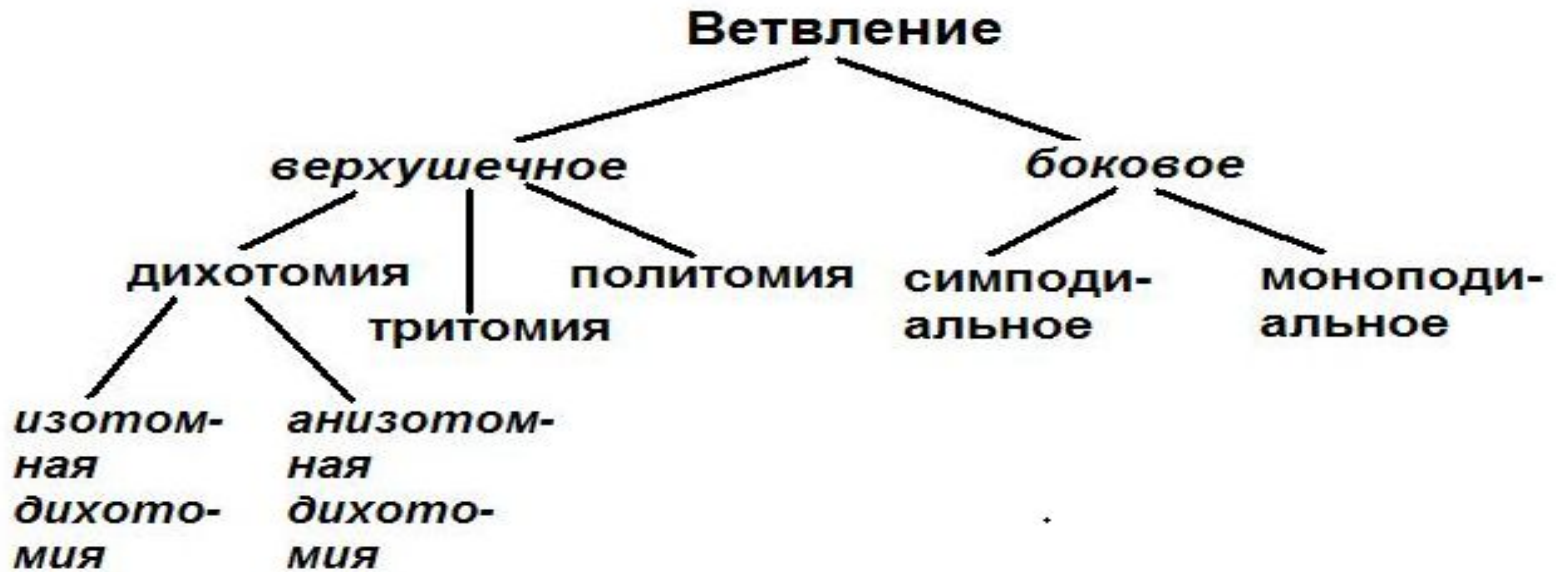 Ветвление
верхушечное
боковое
дихотомия
тритомия
политомия
симподи-
альное
моноподи-
альное
изотом-
ная
дихото-
мия
анизотом-
ная
дихото-
мия